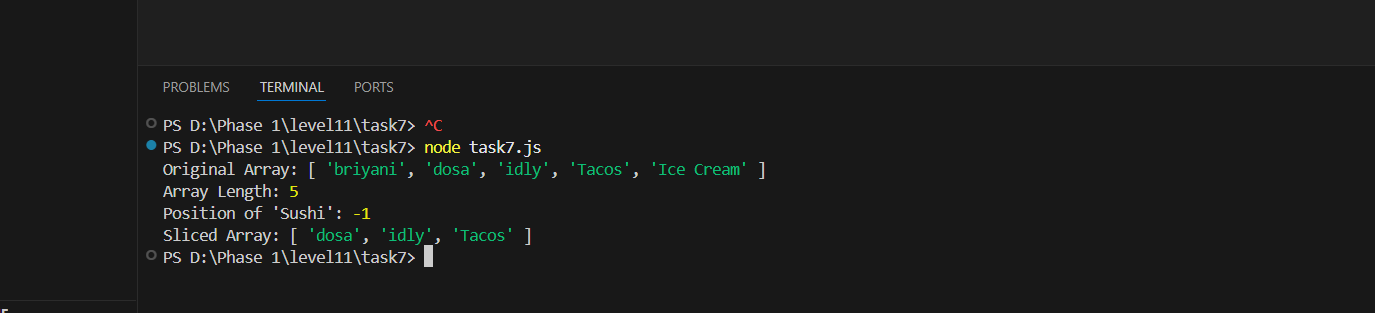 PROBLEMS TERMINAL PORTS
PS D:\Phase 1\level11\task7> ^C
PS D:\Phase 1\level11\task7> node task7.js
Original Array: [ 'briyani', 'dosa', 'idly', 'Tacos', 'Ice Cream' ]
Array Length: 5
Position of 'Sushi': -1
Sliced Array: [ 'dosa', 'idly', 'Tacos' ]
PS D:\Phase 1\level11\task7>